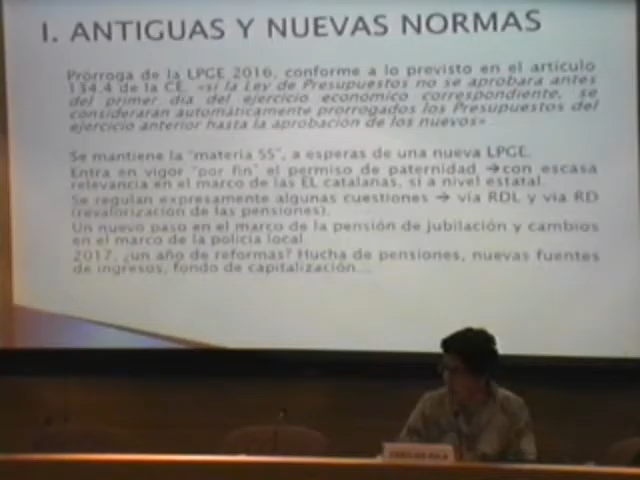 I. ANTIGUAS Y NUEVAS NORMAS
Prórroga de la LPGE 2016, conforme a lo previsto en el artículo
134.4 de la CE, «si la Ley de Presupuestos no se aprobara antes
del primer día del ejercicio económico correspondiente, se
considerarán automáticamente prorrogados los Presupuestos del
ejercicio anterior hasta la aprobación de los nuevos»
Se mantiene la "materia SS", a esperas de una nueva LPGE.
Entra en vigor "por fin" el permiso de paternidad →con escasa
relevancia en el marco de las EL catalanas, sí a nivel estatal.
Se regulan expresamente algunas cuestiones → vía RDL y vía RD
(revalorización de las pensiones).
Un nuevo paso en el marco de la pensión de jubilación y cambios
en el marco de la policía local.
2017, ¿un año de reformas? Hucha de pensiones, nuevas fuentes
de ingresos, fondo de capitalización...